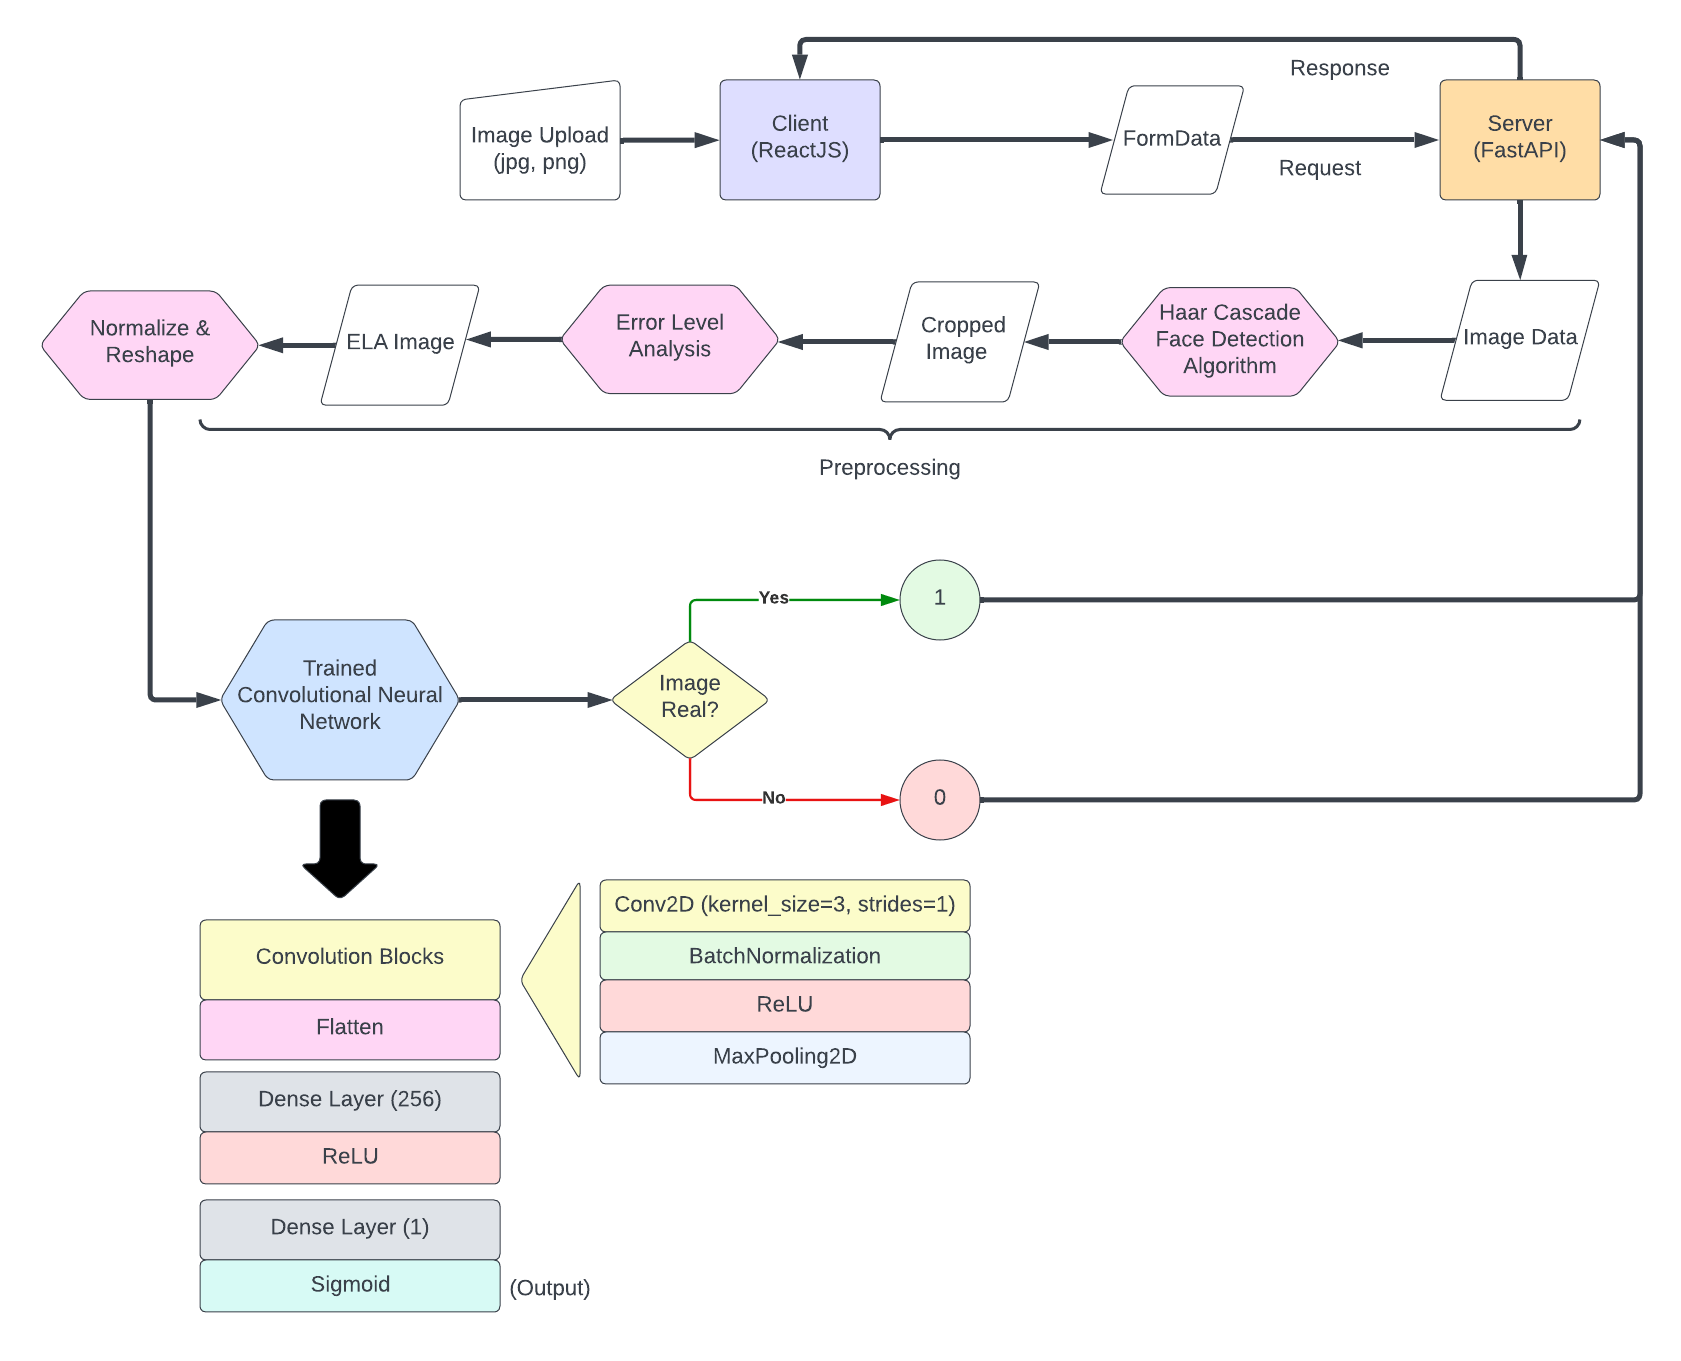 Response
Image Upload
(jpg, png)
Client
(ReactJS)
FormData
Request
Server
(FastAPI)
Normalize &
Reshape
ELA Image
Error Level
Analysis
Cropped
Image
Haar Cascade
Face Detection
Algorithm
Image Data
Preprocessing
Trained
Convolutional Neural
Network
Image
Real?
Yes
1
No
0
Convolution Blocks
Flatten
Dense Layer (256)
ReLU
Dense Layer (1)
Sigmoid
(Output)
Conv2D (kernel_size=3, strides=1)
BatchNormalization
ReLU
MaxPooling2D